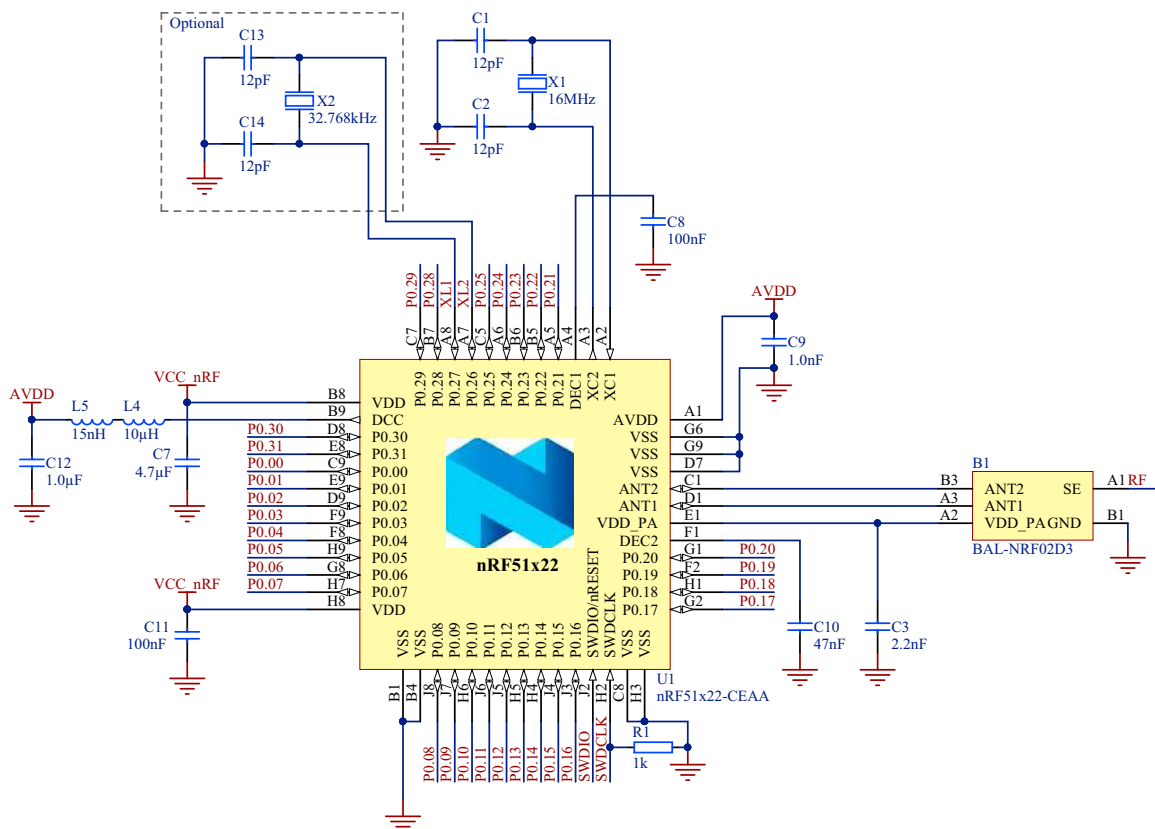 Optional
C13
12pF
X2
32.768kHz
C14
12pF
C1
12pF
X1
16MHz
C2
12pF
C8
100nF
P0.29
P0.28
XL1
XL2
P0.25
P0.24
P0.23
P0.22
P0.21
C7
B7
A8
A7
C5
A6
B6
B5
A5
A4
A3
A2
P0.29
P0.28
P0.27
P0.26
P0.25
P0.24
P0.23
P0.22
P0.21
DEC1
XC2
XC1
AVDD
C9
1.0nF
VCC_nRF
AVDD
L5
15nH
L4
10µH
C12
1.0µF
C7
4.7µF
B8
VDD
B9
DCC
P0.30
D8
P0.30
P0.31
E8
P0.31
P0.00
C9
P0.00
P0.01
E9
P0.01
P0.02
D9
P0.02
P0.03
F9
P0.03
P0.04
F8
P0.04
P0.05
H9
P0.05
P0.06
G8
P0.06
P0.07
H7
P0.07
H8
VDD
VCC_nRF
C11
100nF
nRF51x22
AVDD
A1
VSS
G6
VSS
G9
VSS
D7
ANT2
C1
ANT1
D1
VDD_PA
E1
DEC2
F1
P0.20
G1
P0.20
P0.19
F2
P0.19
P0.18
H1
P0.18
P0.17
G2
P0.17
B1
B3
ANT2
SE
A1
RF
A3
ANT1
A2
VDD_PA
GND
B1
BAL-NRF02D3
C10
47nF
C3
2.2nF
VSS
VSS
P0.08
P0.09
P0.10
P0.11
P0.12
P0.13
P0.14
P0.15
P0.16
SWDIO/nRESET
SWDCLK
VSS
VSS
B1
B4
J8
J7
H6
J6
J5
H5
H4
J4
J3
J2
H2
C8
H3
U1
nRF51x22-CEAA
P0.08
P0.09
P0.10
P0.11
P0.12
P0.13
P0.14
P0.15
P0.16
SWDIO
SWDCLK
R1
1k